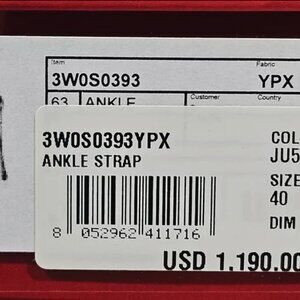 Item Fabric
3W0S0393 YPX
63 ANKLE Customer Country
3W0S0393YPX COL
ANKLE STRAP JU5
SIZE
40
8 052962 411716 DIM
USD 1.190.00